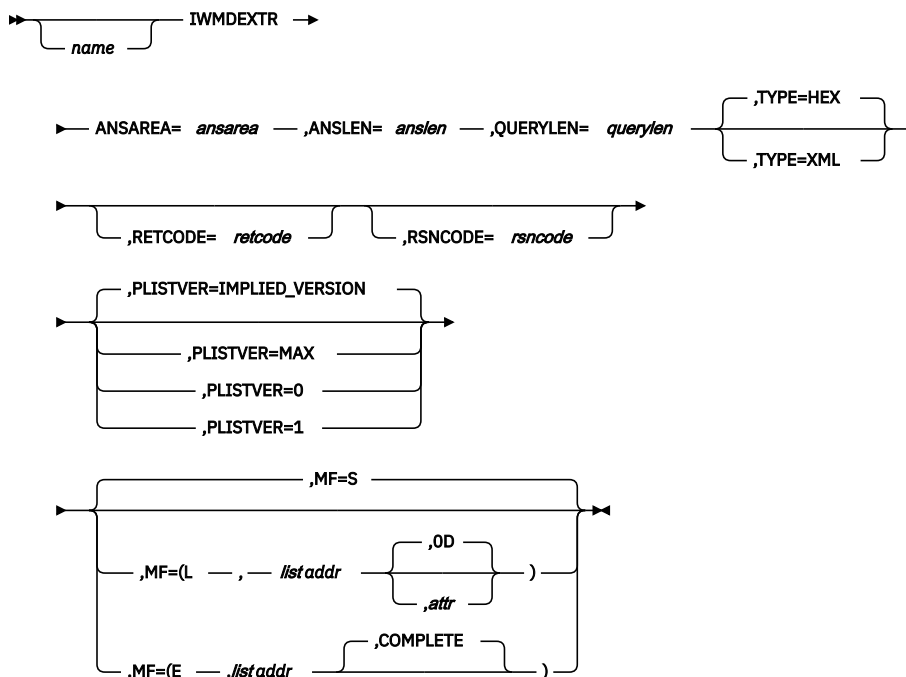 IWMDEXTR
name
,TYPE=HEX
ANSAREA= ansarea ,ANSLEN= anslen ,QUERYLEN= querylen
,TYPE=XML
,RETCODE= retcode ,RSNCODE= rsncode
,PLISTVER=IMPLIED_VERSION
,PLISTVER=MAX
,PLISTVER=0
,PLISTVER=1
,MF=S
,0D
,MF=(L , list addr )
,attr
,COMPLETE
,MF=(E ,list addr )